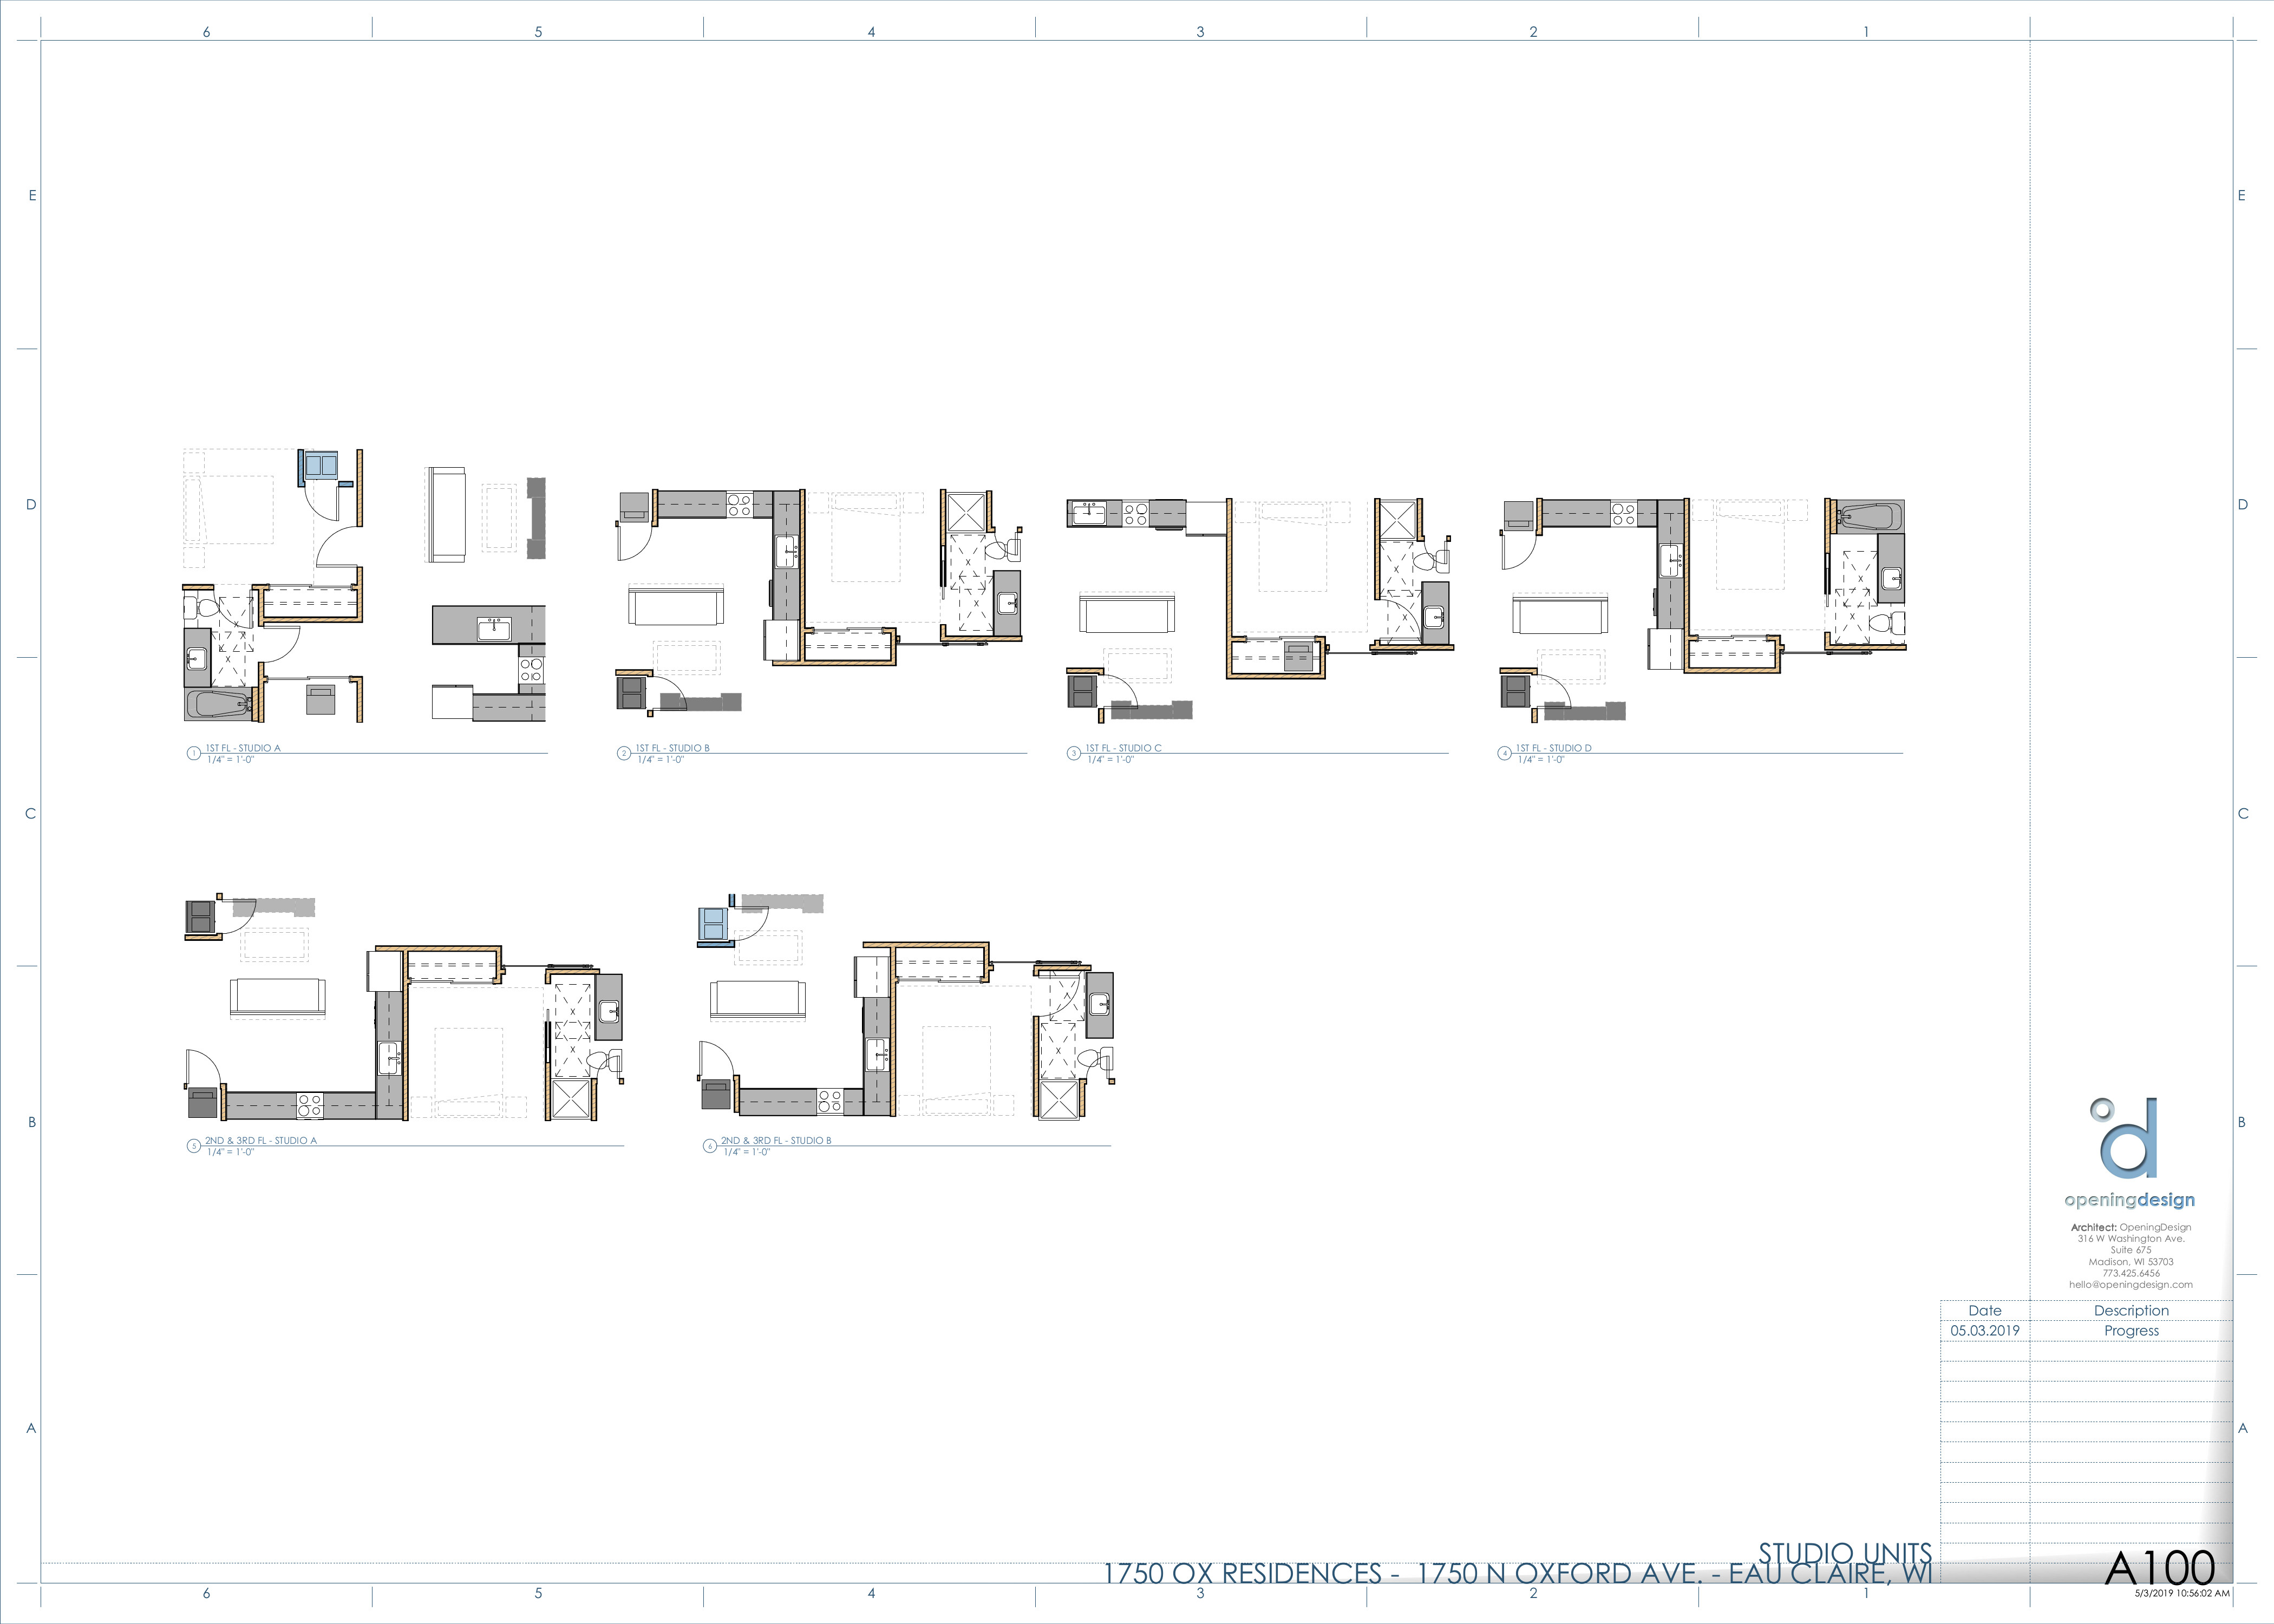 6 5 4 3 2 1
E E
D D
1 1ST FL - STUDIO A
1/4" = 1'-0"
2 1ST FL - STUDIO B
1/4" = 1'-0"
3 1ST FL - STUDIO C
1/4" = 1'-0"
4 1ST FL - STUDIO D
1/4" = 1'-0"
C C
5 2ND & 3RD FL - STUDIO A
1/4" = 1'-0"
6 2ND & 3RD FL - STUDIO B
1/4" = 1'-0"
B B
openingdesign
Architect: OpeningDesign
316 W Washington Ave.
Suite 675
Madison, WI 53703
773.425.6456
hello@openingdesign.com
Date Description
05.03.2019 Progress
A A
STUDIO UNITS
1750 OX RESIDENCES - 1750 N OXFORD AVE. - EAU CLAIRE, WI
A100
5/3/2019 10:56:02 AM
6 5 4 3 2 1